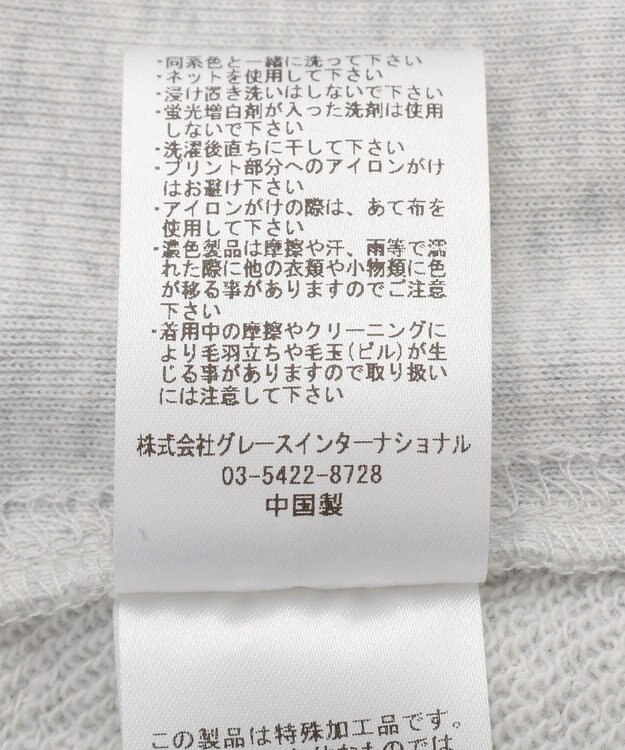 ・同系色と一緒に洗って下さい
・ネットを使用して下さい
・浸け置き洗いはしないで下さい
・蛍光増白剤が入った洗剤は使用
しないで下さい
・洗濯後直ちに干して下さい
・プリント部分へのアイロンがけ
はお避け下さい
・アイロンがけの際は、あて布を
使用して下さい
・濃色製品は摩擦や汗、雨等で濡
れた際に他の衣類や小物類に色
が移る事がありますのでご注意
下さい
・着用中の摩擦やクリーニングに
より毛羽立ちや毛玉(ピル)が生
じる事がありますので取り扱い
には注意して下さい
株式会社グレースインターナショナル
03-5422-8728
中国製
この製品は特殊加工品です。
なものでは